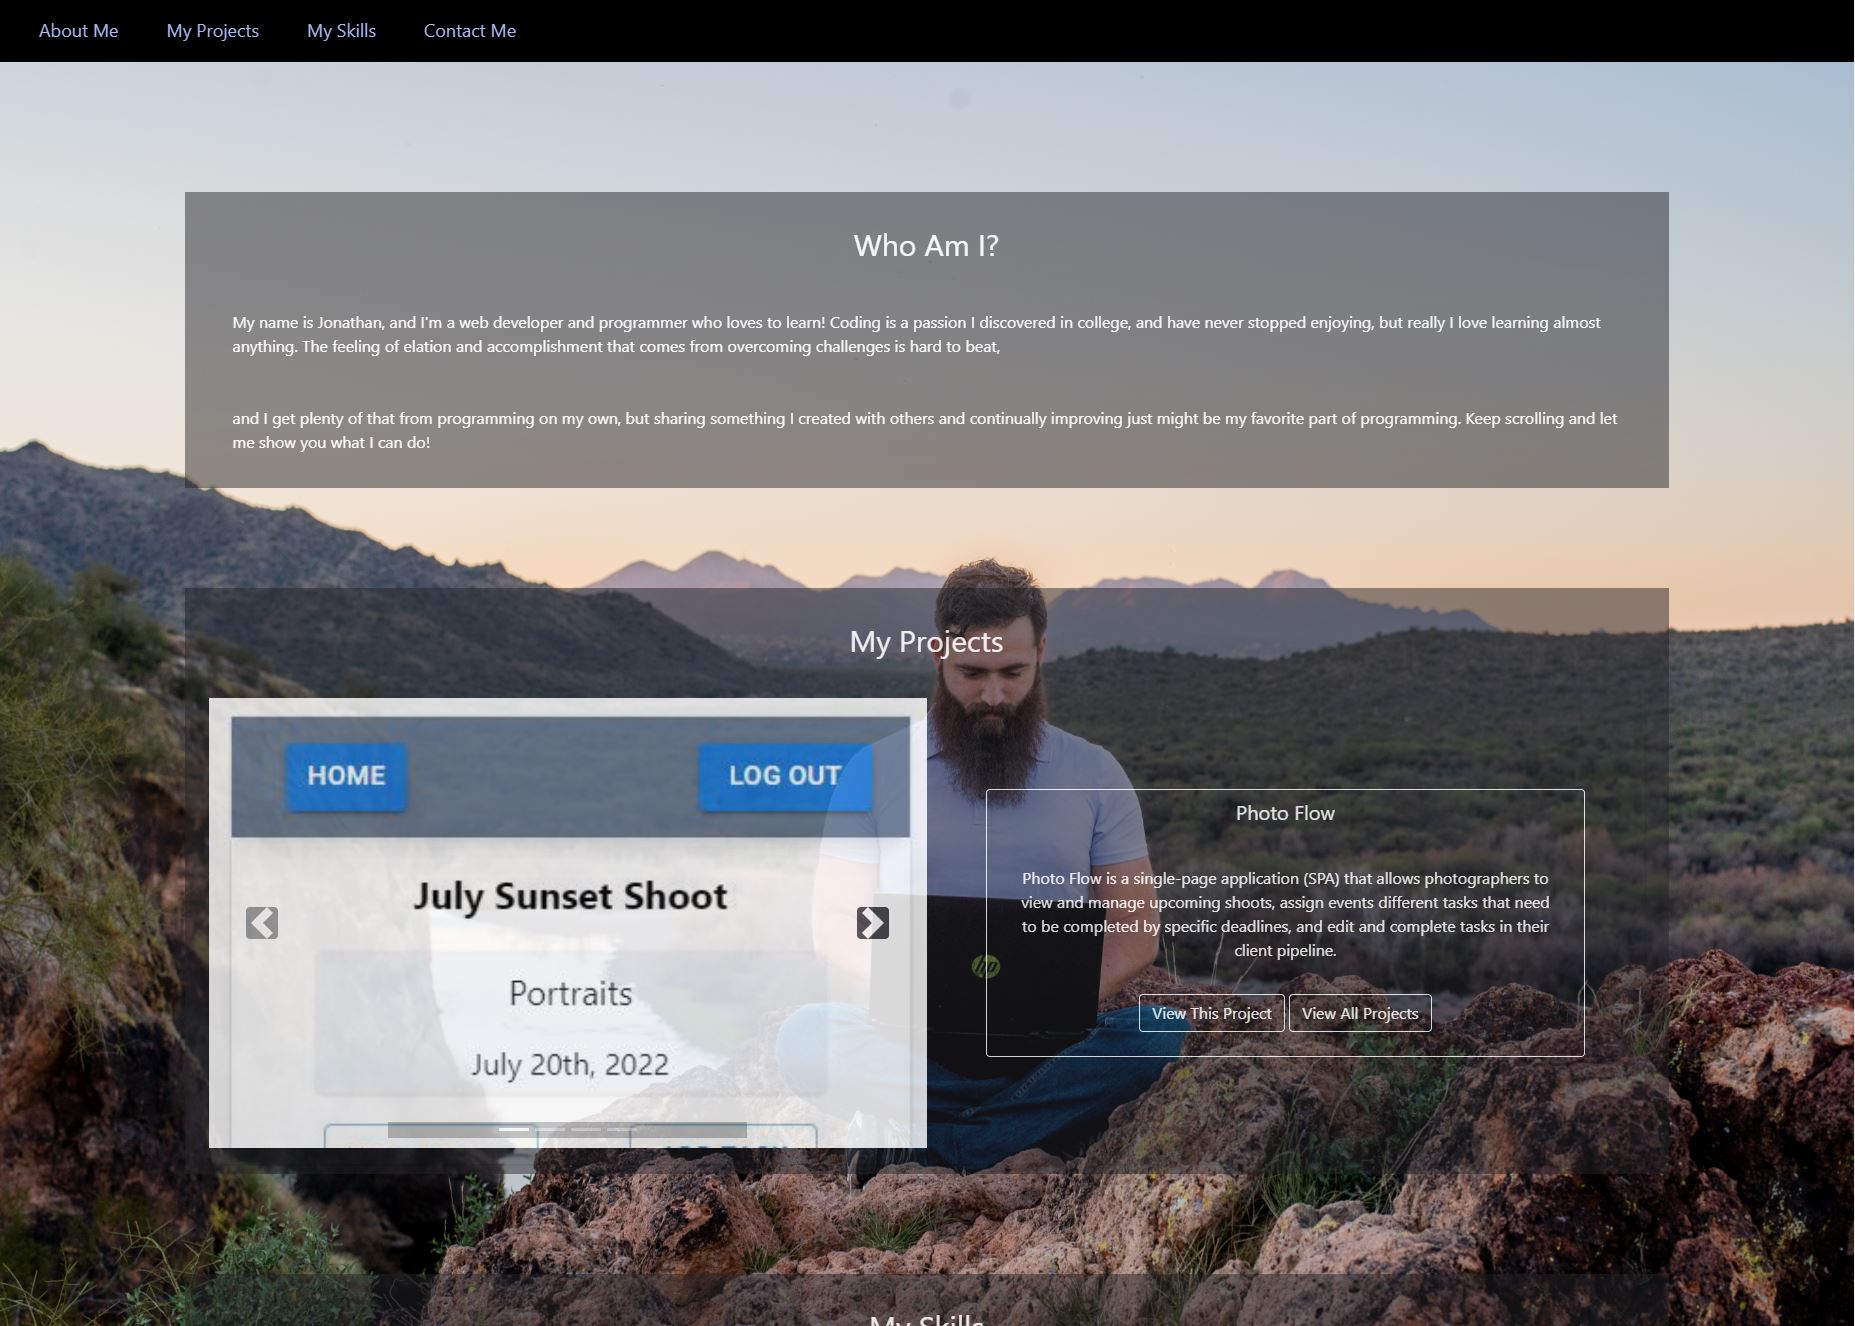 About Me My Projects My Skills Contact Me
Who Am I?
My name is Jonathan, and I'm a web developer and programmer who loves to learn! Coding is a passion I discovered in college, and have never stopped enjoying, but really I love learning almost
anything. The feeling of elation and accomplishment that comes from overcoming challenges is hard to beat,
and I get plenty of that from programming on my own, but sharing something I created with others and continually improving just might be my favorite part of programming. Keep scrolling and let
me show you what I can do!
My Projects
HOME LOG OUT
July Sunset Shoot
Portraits
July 20th, 2022
Photo Flow
Photo Flow is a single-page application (SPA) that allows photographers to
view and manage upcoming shoots, assign events different tasks that need
to be completed by specific deadlines, and edit and complete tasks in their
client pipeline.
hp
View This Project View All Projects
My Skills